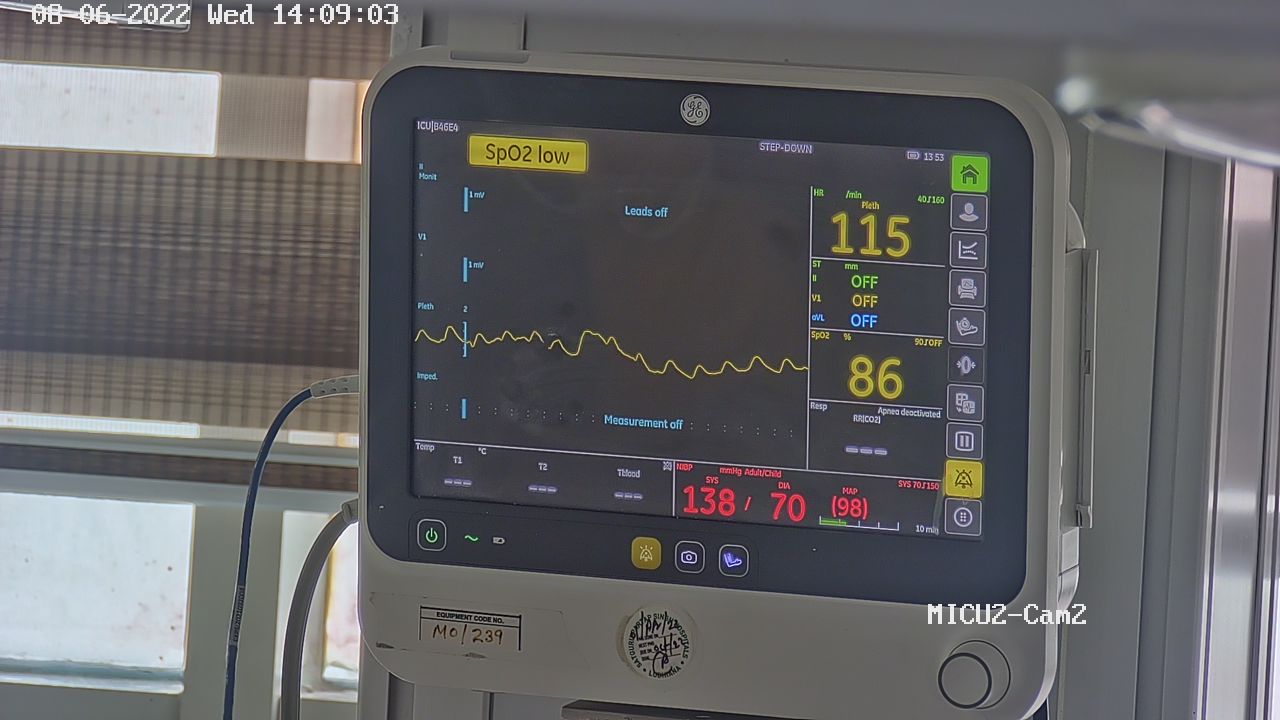 08-06-2022 Wed 14:09:03
GE
ICU|B46E4
SpO2 low
STEP-DOWN
13 53
II
Monit
1 mV
Leads off
HR /min 40 160
Pleth
115
V1
1 mV
ST mm
II OFF
V1 OFF
aVL OFF
Pleth
2
SpO2 % 90 OFF
86
Imped.
Measurement off
Resp Apnea deactivated
RR(CO2)
---
Temp °C
T1 T2 Tblood
--- --- ---
NIBP mmHg Adult/Child SYS 70 150
SYS DIA MAP
138 / 70 (98)
10 min
EQUIPMENT CODE NO.
MO/239
LUDHIANA
MICU2-Cam2